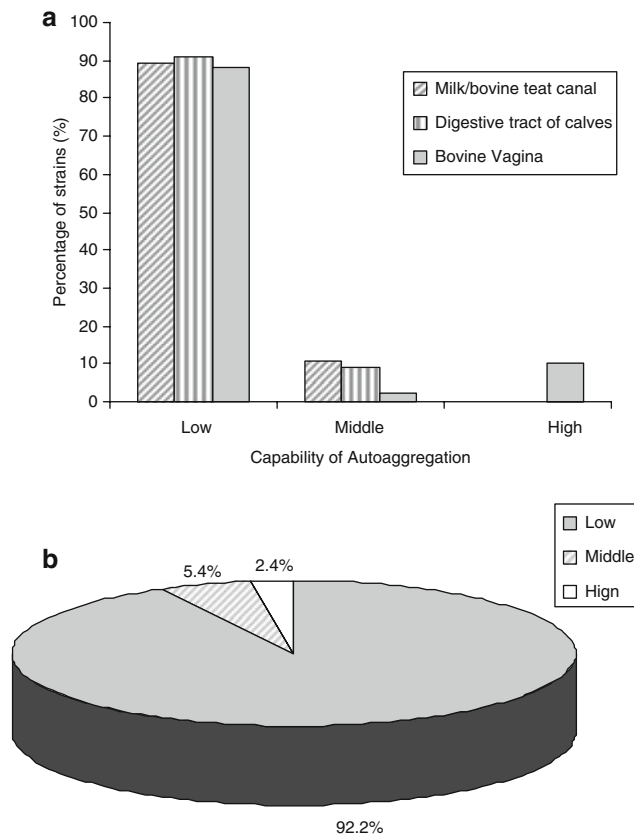 a
100
90
80
70
60
50
40
30
20
10
0
Percentage of strains (%)
Milk/bovine teat canal
Digestive tract of calves
Bovine Vagina
Low Middle High
Capability of Autoaggregation
b
Low
Middle
Hign
5.4% 2.4%
92.2%